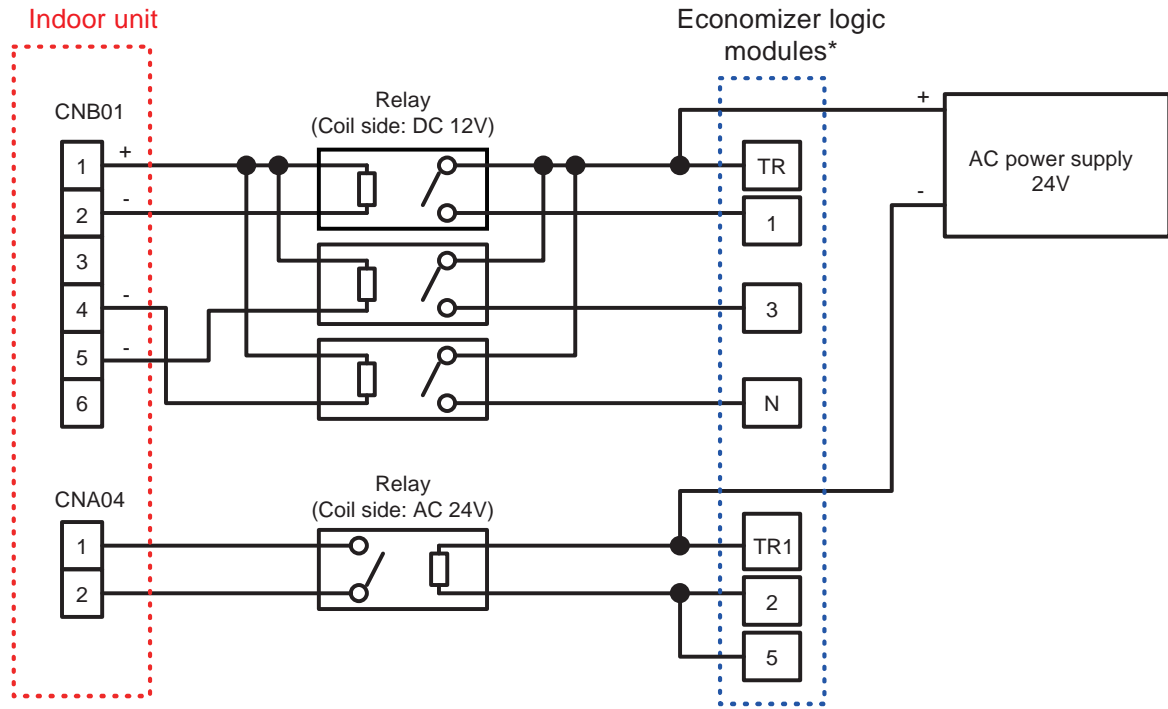 Indoor unit
Economizer logic
modules*
CNB01
Relay
(Coil side: DC 12V)
+
AC power supply
24V
-
1
+
2
-
3
4
-
5
-
6
TR
1
3
N
CNA04
Relay
(Coil side: AC 24V)
1
2
TR1
2
5